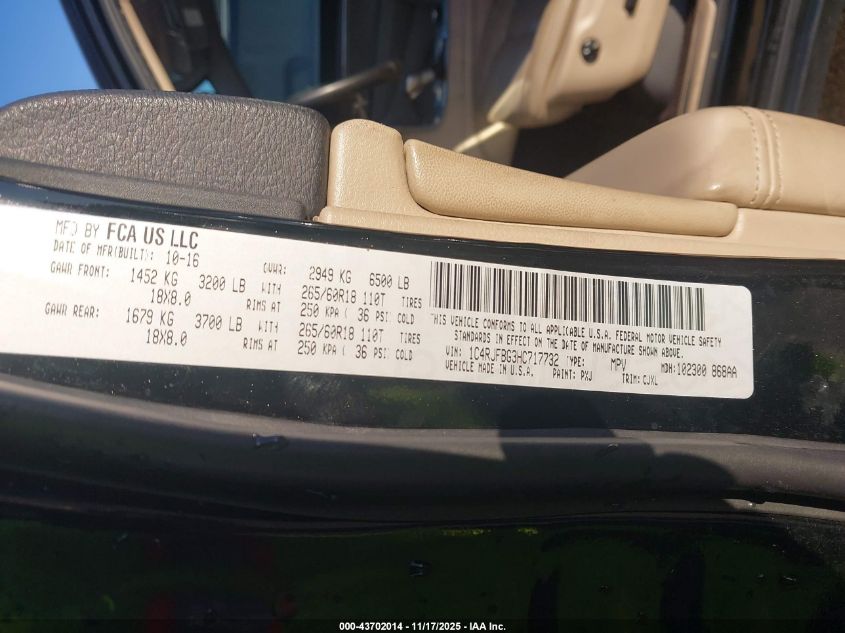 MFD BY FCA US LLC
DATE OF MFR(BUILT): 10-16
GAWR FRONT: 1452 KG 3200 LB
18X8.0 RIMS AT
GAWR REAR: 1679 KG 3700 LB
18X8.0 RIMS AT
GVWR: 2949 KG 6500 LB
WITH 265/60R18 110T TIRES
250 KPA ( 36 PSI) COLD
WITH 265/60R18 110T TIRES
250 KPA ( 36 PSI) COLD
THIS VEHICLE CONFORMS TO ALL APPLICABLE U.S.A. FEDERAL MOTOR VEHICLE SAFETY
STANDARDS IN EFFECT ON THE DATE OF MANUFACTURE SHOWN ABOVE.
VIN: 1C4RJFBG3HC717732 TYPE: MPV MDH:102300 868AA
VEHICLE MADE IN U.S.A. PAINT: PXJ TRIM: CJXL
000-43702014 - 11/17/2025 - IAA Inc.